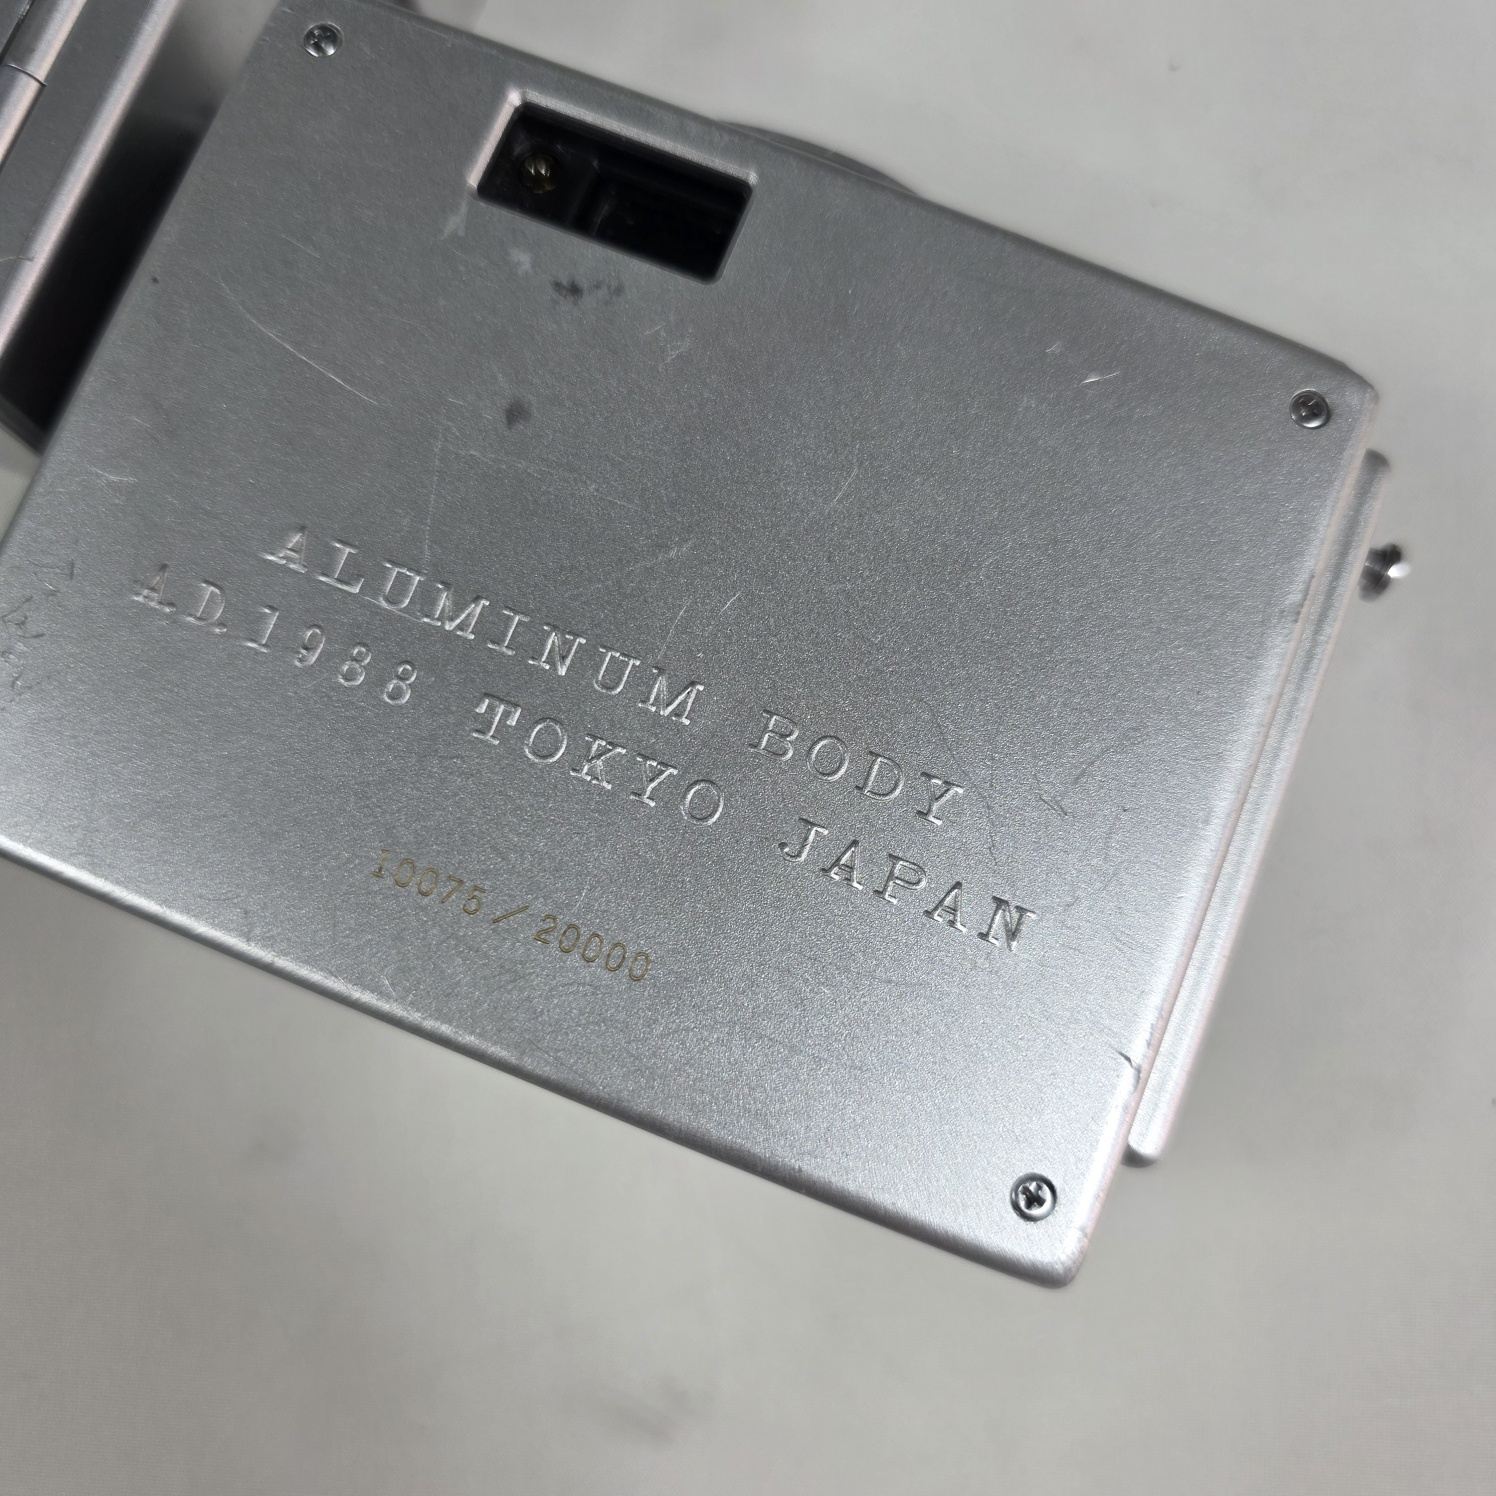 ALUMINUM BODY
A.D.1988 TOKYO JAPAN
10075/20000